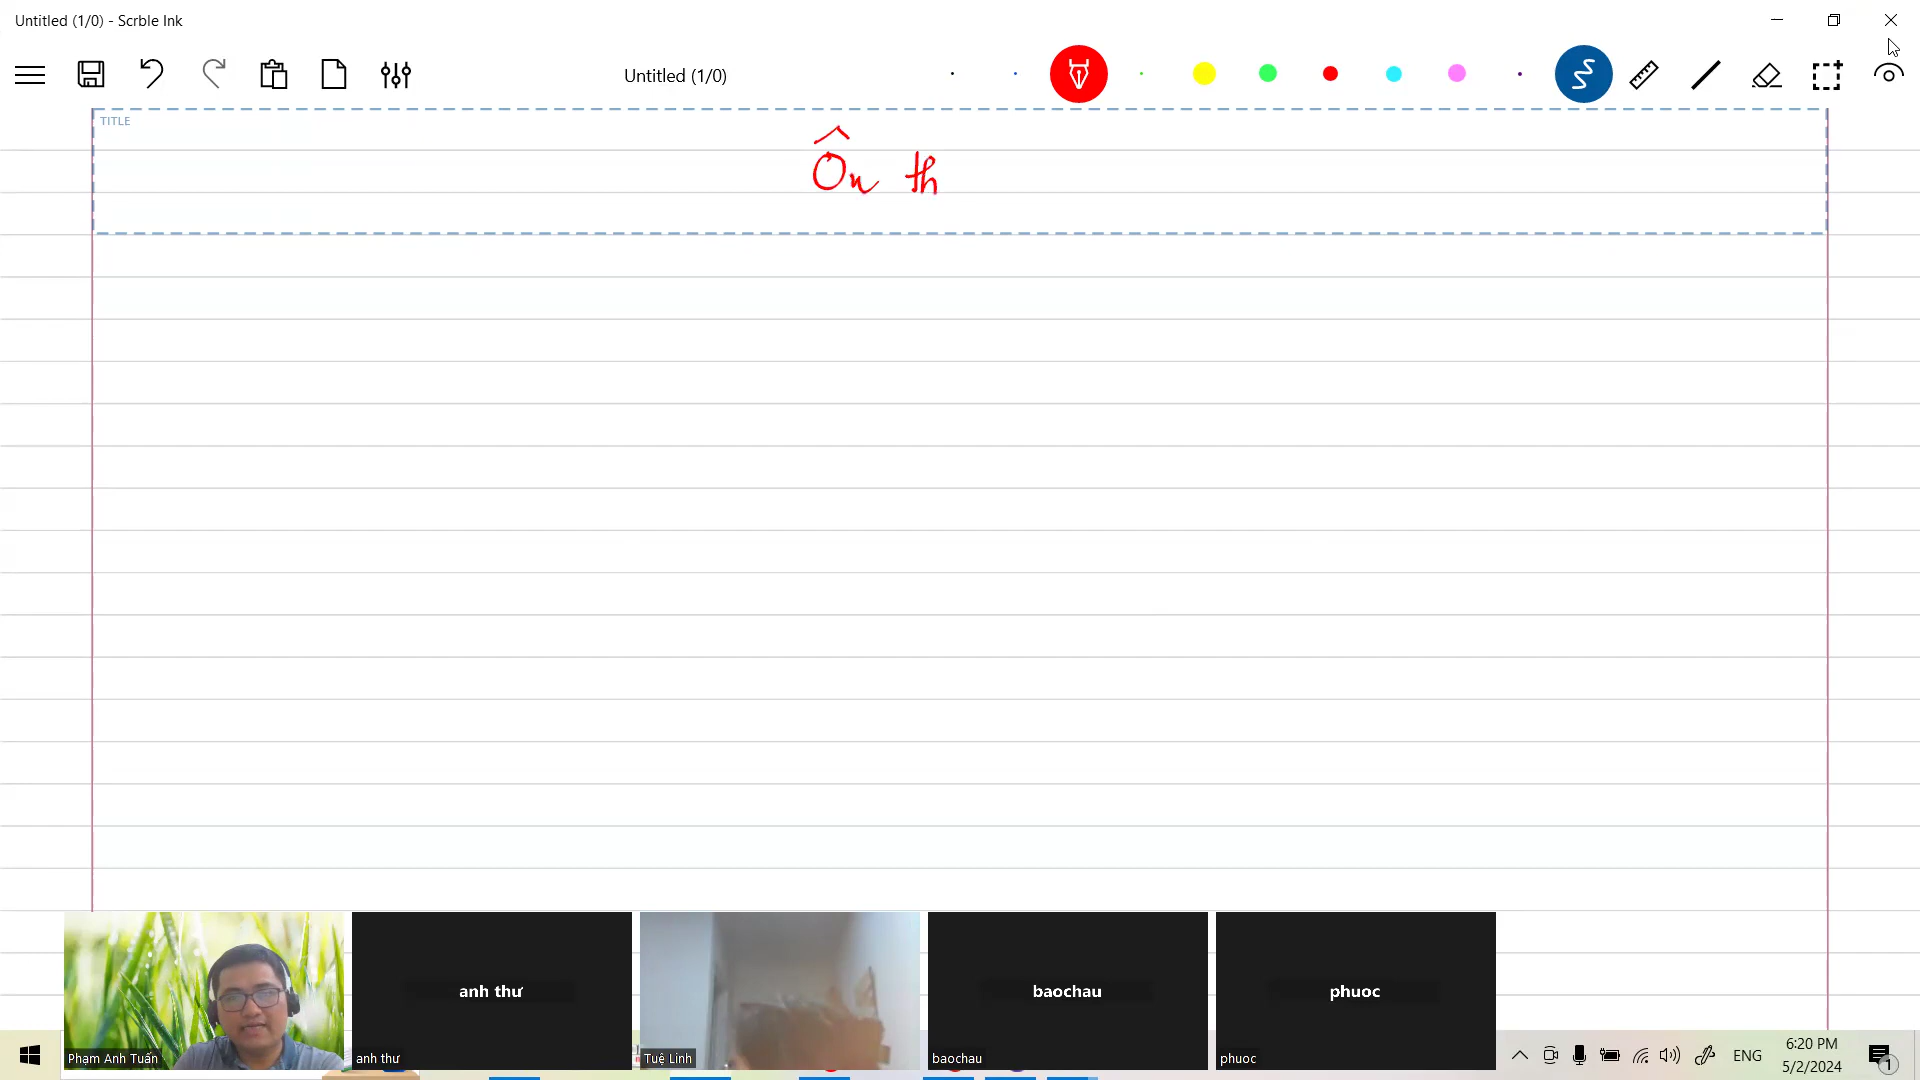 Untitled (1/0) - Scrble Ink
Untitled (1/0)
TITLE
Ôn th
anh thư
baochau
phuoc
Phạm Anh Tuấn
anh thư
Tuệ Linh
baochau
phuoc
ENG
6:20 PM
5/2/2024
1